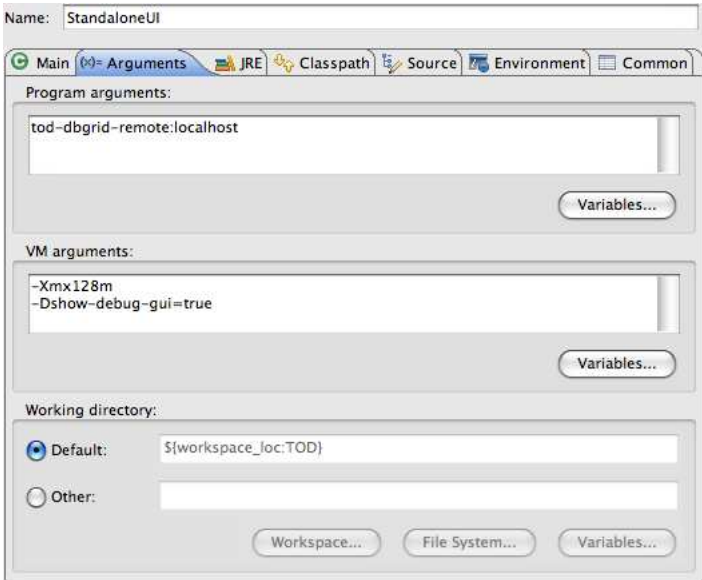 Name: StandaloneUI
Main (x)= Arguments JRE Classpath Source Environment Common
Program arguments:
tod-dbgrid-remote:localhost
Variables...
VM arguments:
-Xmx128m
-Dshow-debug-gui=true
Variables...
Working directory:
Default: ${workspace_loc:TOD}
Other:
Workspace... File System... Variables...